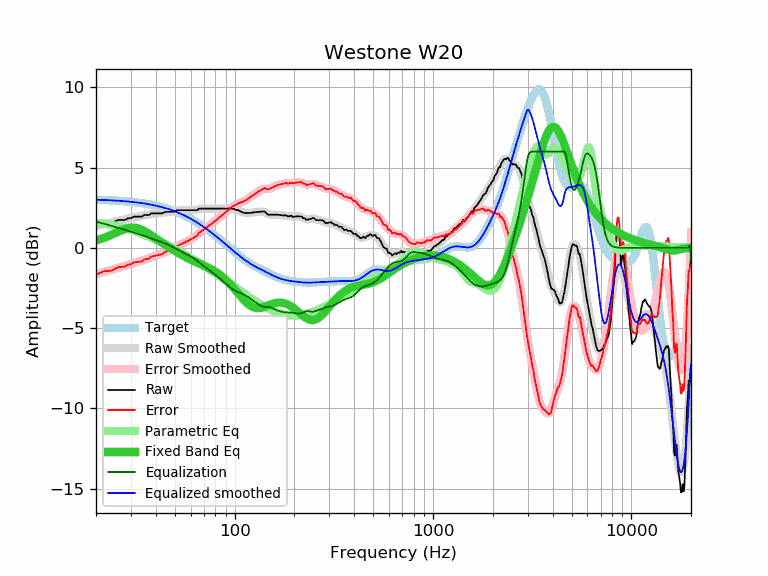 Westone W20
Amplitude (dBr)
10
5
0
−5
−10
−15
Target
Raw Smoothed
Error Smoothed
Raw
Error
Parametric Eq
Fixed Band Eq
Equalization
Equalized smoothed
100 1000 10000
Frequency (Hz)